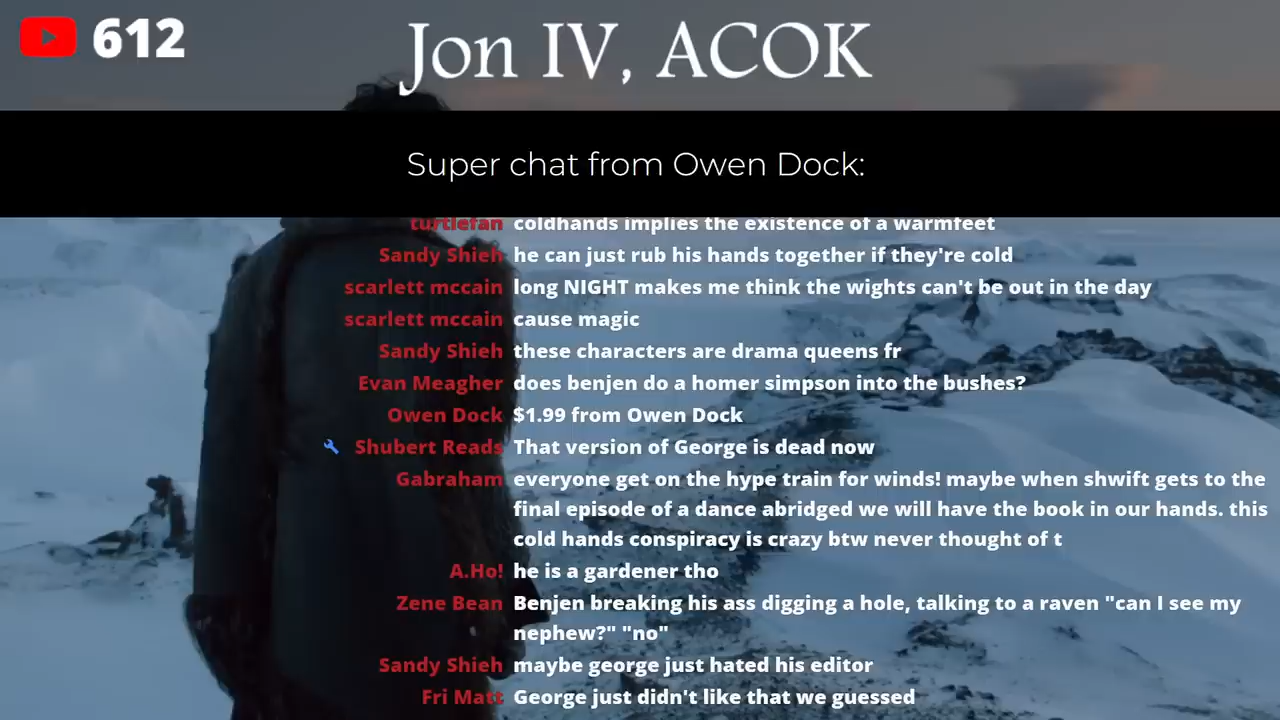 612
Jon IV, ACOK
Super chat from Owen Dock:
turtlefan coldhands implies the existence of a warmfeet
Sandy Shieh he can just rub his hands together if they're cold
scarlett mccain long NIGHT makes me think the wights can't be out in the day
scarlett mccain cause magic
Sandy Shieh these characters are drama queens fr
Evan Meagher does benjen do a homer simpson into the bushes?
Owen Dock $1.99 from Owen Dock
Shubert Reads That version of George is dead now
Gabraham everyone get on the hype train for winds! maybe when shwift gets to the
final episode of a dance abridged we will have the book in our hands. this
cold hands conspiracy is crazy btw never thought of t
A.Ho! he is a gardener tho
Zene Bean Benjen breaking his ass digging a hole, talking to a raven "can I see my
nephew?" "no"
Sandy Shieh maybe george just hated his editor
Fri Matt George just didn't like that we guessed